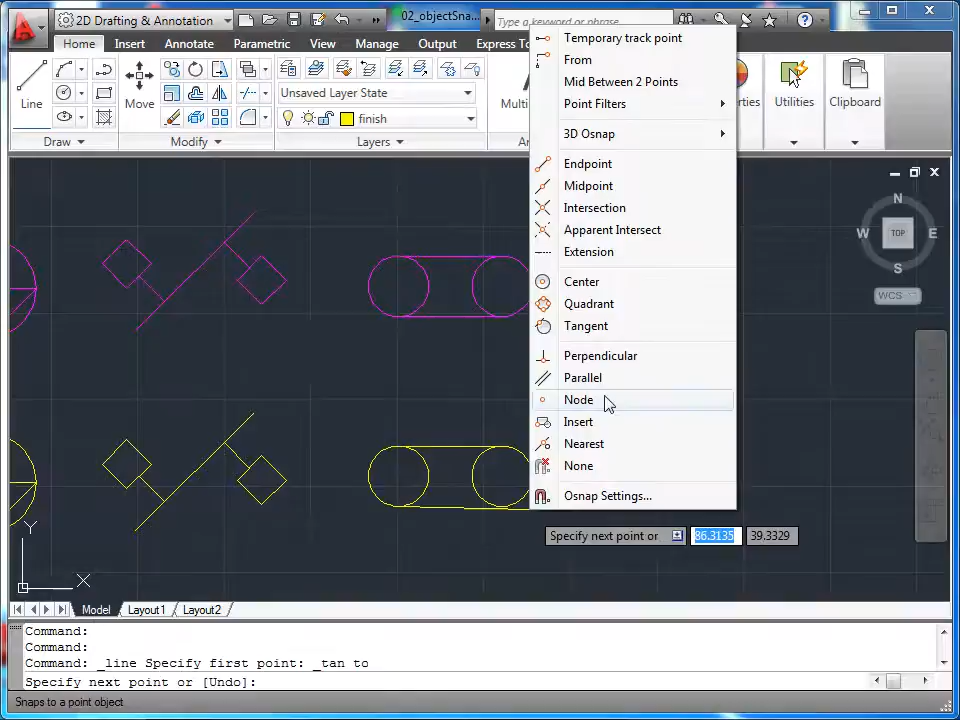 2D Drafting & Annotation
02_objectSna...
Type a keyword or phrase
Home Insert Annotate Parametric View Manage Output Express To
Line
Move
Unsaved Layer State
finish
Multi
erties
Utilities
Clipboard
Draw
Modify
Layers
Temporary track point
From
Mid Between 2 Points
Point Filters
3D Osnap
Endpoint
Midpoint
Intersection
Apparent Intersect
Extension
Center
Quadrant
Tangent
Perpendicular
Parallel
Node
Insert
Nearest
None
Osnap Settings...
N
W TOP E
S
WCS
Y
X
Specify next point or 86.3135 39.3329
Model Layout1 Layout2
Command:
Command:
Command: _line Specify first point: _tan to
Specify next point or [Undo]:
Snaps to a point object